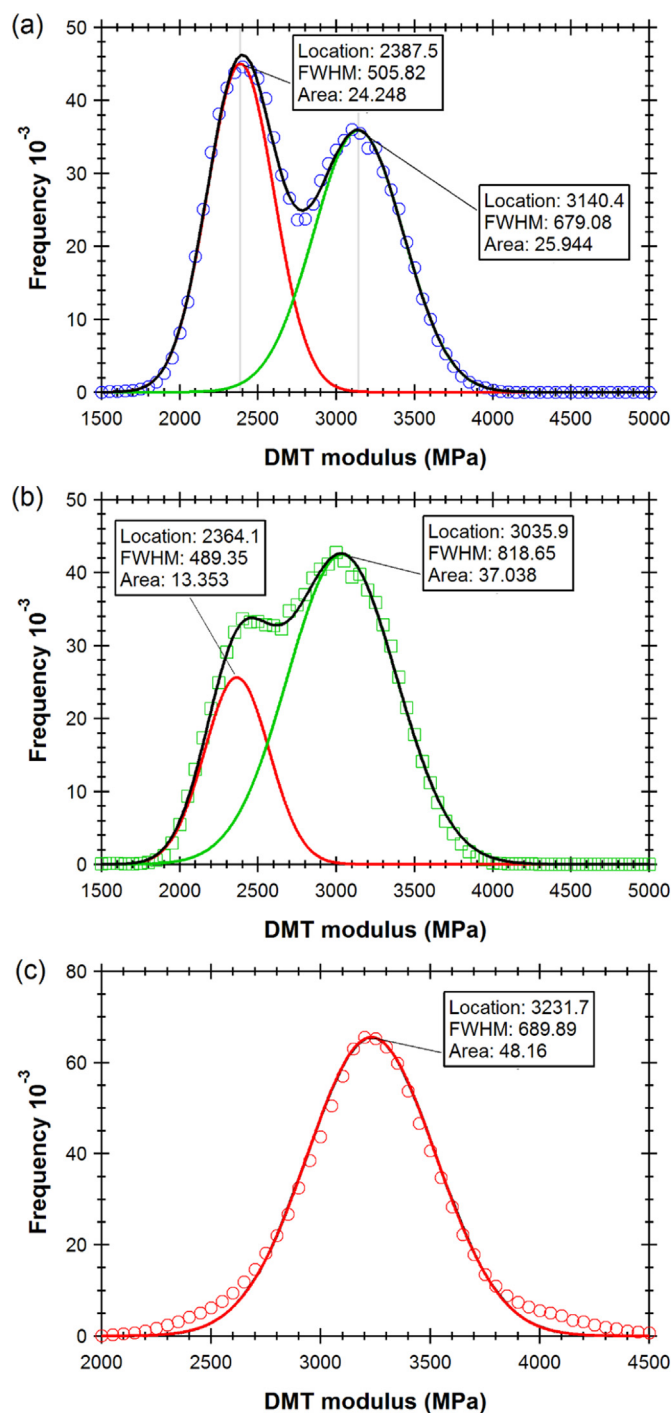 (a)
50
40
30
20
10
0
Frequency 10⁻³
Location: 2387.5
FWHM: 505.82
Area: 24.248
Location: 3140.4
FWHM: 679.08
Area: 25.944
1500 2000 2500 3000 3500 4000 4500 5000
DMT modulus (MPa)
(b)
50
40
30
20
10
0
Frequency 10⁻³
Location: 2364.1
FWHM: 489.35
Area: 13.353
Location: 3035.9
FWHM: 818.65
Area: 37.038
1500 2000 2500 3000 3500 4000 4500 5000
DMT modulus (MPa)
(c)
80
60
40
20
0
Frequency 10⁻³
Location: 3231.7
FWHM: 689.89
Area: 48.16
2000 2500 3000 3500 4000 4500
DMT modulus (MPa)